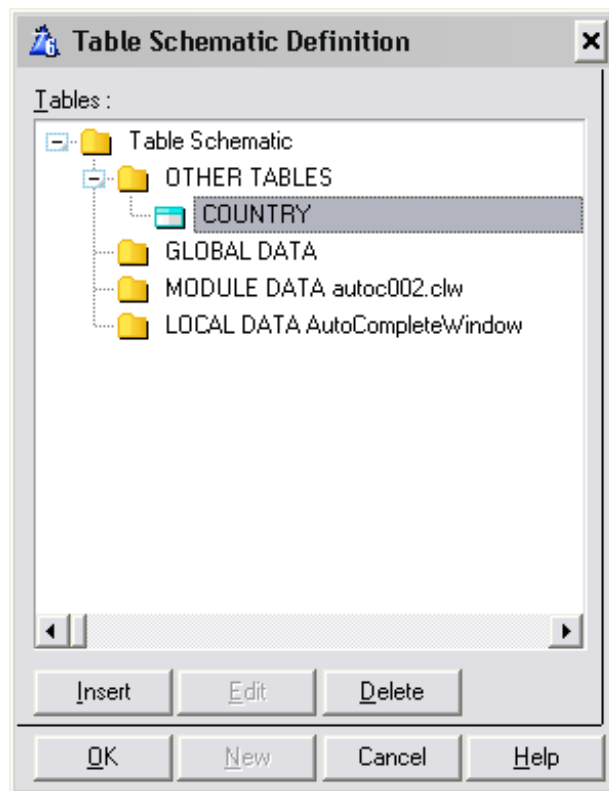 Table Schematic Definition
Tables :
Table Schematic
OTHER TABLES
COUNTRY
GLOBAL DATA
MODULE DATA autoc002.clw
LOCAL DATA AutoCompleteWindow
Insert Edit Delete
OK New Cancel Help